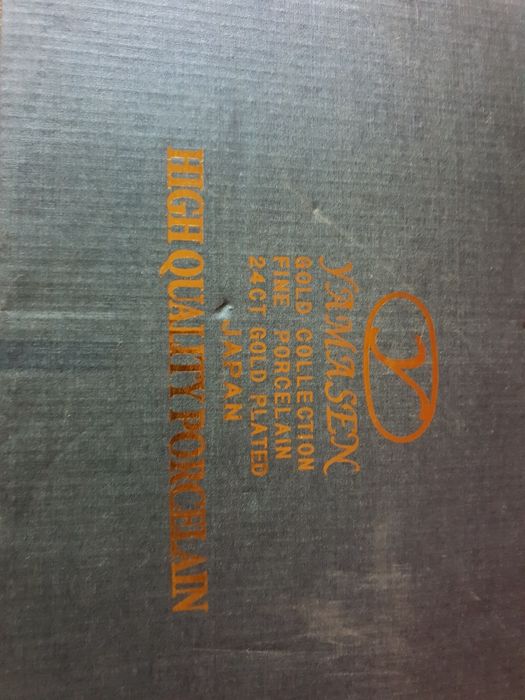 Y
YAMASEN
GOLD COLLECTION
FINE PORCELAIN
24CT GOLD PLATED
JAPAN
HIGH QUALITY PORCELAIN